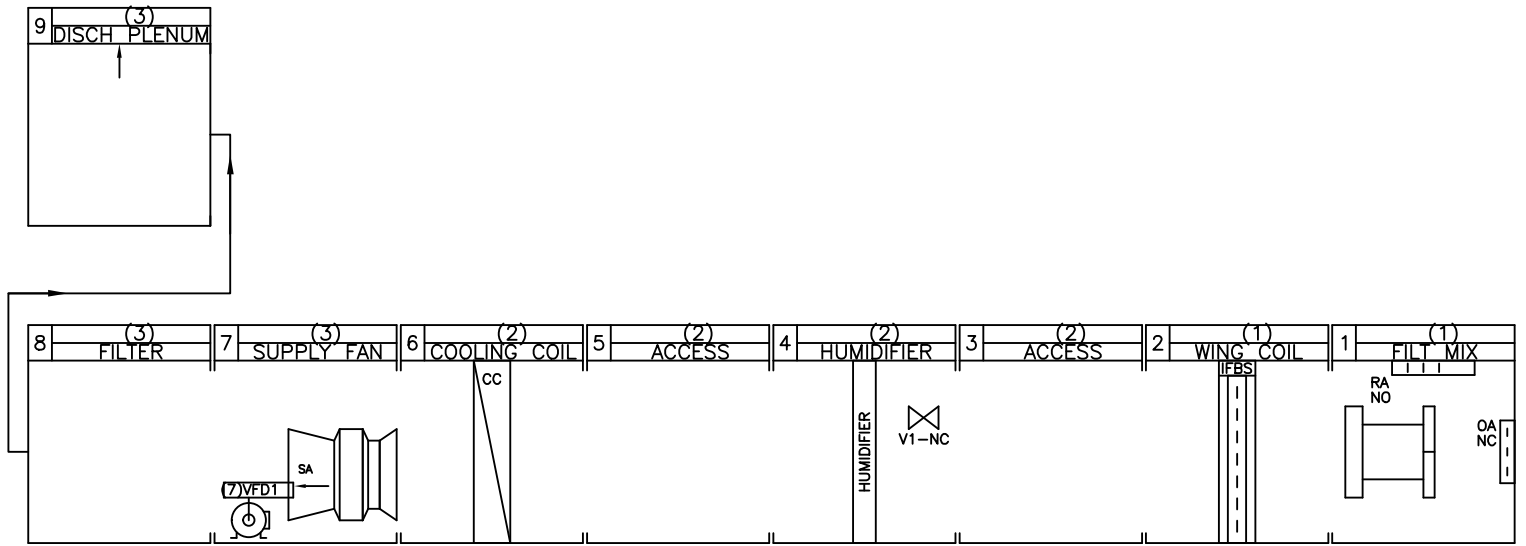 9
(3)
DISCH PLENUM
8
(3)
FILTER
7
(3)
SUPPLY FAN
6
(2)
COOLING COIL
5
(2)
ACCESS
4
(2)
HUMIDIFIER
3
(2)
ACCESS
2
(1)
WING COIL
1
(1)
FILT MIX
SA
(7)VFD1
CC
HUMIDIFIER
V1-NC
IFBS
RA
NO
OA
NC